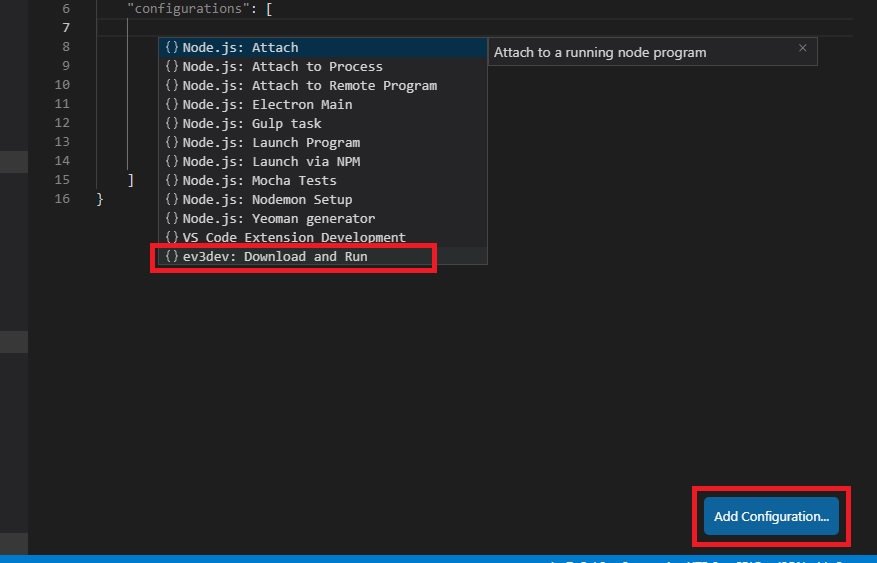 6 "configurations": [
7
8 {} Node.js: Attach Attach to a running node program ×
9 {} Node.js: Attach to Process
10 {} Node.js: Attach to Remote Program
11 {} Node.js: Electron Main
12 {} Node.js: Gulp task
13 {} Node.js: Launch Program
14 {} Node.js: Launch via NPM
15 ] {} Node.js: Mocha Tests
16 } {} Node.js: Nodemon Setup
{} Node.js: Yeoman generator
{} VS Code Extension Development
{} ev3dev: Download and Run
Add Configuration...